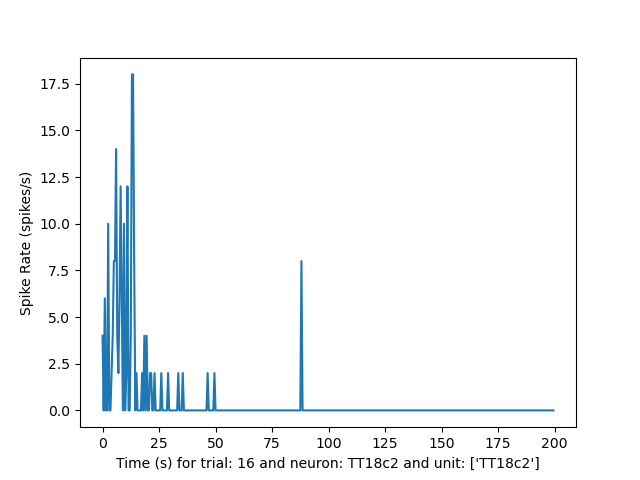 17.5
15.0
12.5
10.0
7.5
5.0
2.5
0.0
Spike Rate (spikes/s)
0 25 50 75 100 125 150 175 200
Time (s) for trial: 16 and neuron: TT18c2 and unit: ['TT18c2']